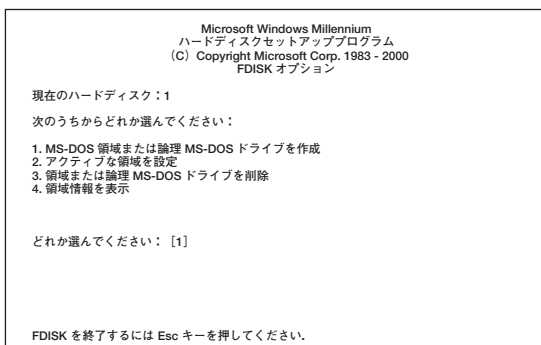 Microsoft Windows Millennium
ハードディスクセットアッププログラム
（C）Copyright Microsoft Corp. 1983 - 2000
FDISK オプション
現在のハードディスク：1
次のうちからどれか選んでください：
1. MS-DOS 領域または論理 MS-DOS ドライブを作成
2. アクティブな領域を設定
3. 領域または論理 MS-DOS ドライブを削除
4. 領域情報を表示
どれか選んでください：［1］
FDISK を終了するには Esc キーを押してください．